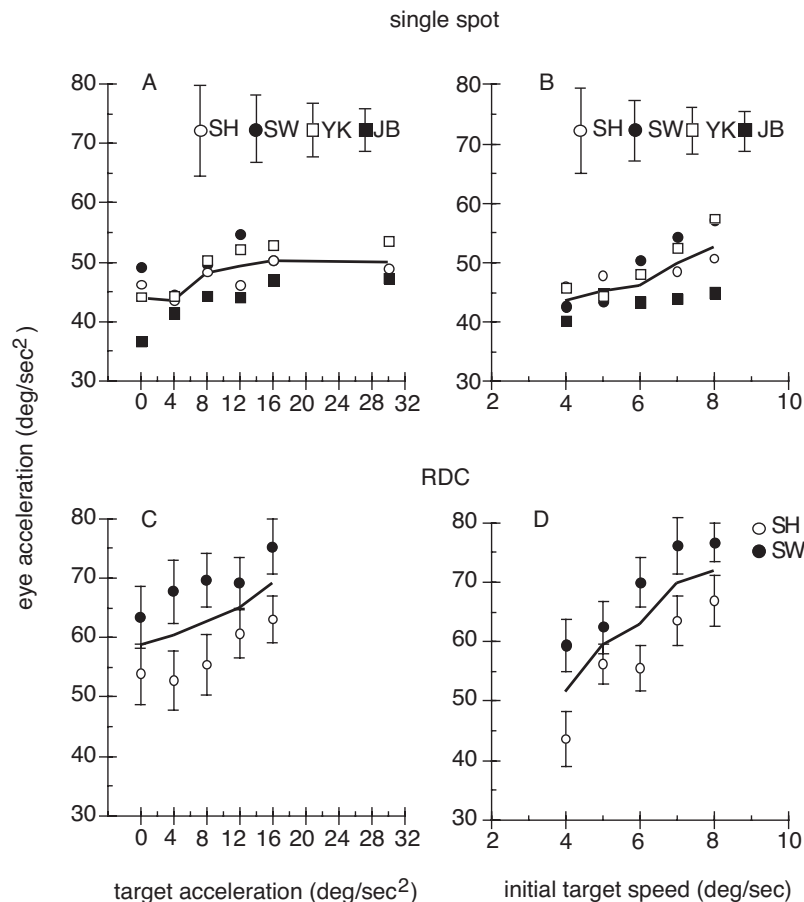 single spot
A
B
SH SW YK JB
SH SW YK JB
80
70
60
50
40
30
0 4 8 12 16 20 24 28 32
80
70
60
50
40
30
2 4 6 8 10
eye acceleration (deg/sec²)
RDC
C
D
SH
SW
80
70
60
50
40
30
0 4 8 12 16 20 24 28 32
80
70
60
50
40
30
2 4 6 8 10
target acceleration (deg/sec²)
initial target speed (deg/sec)